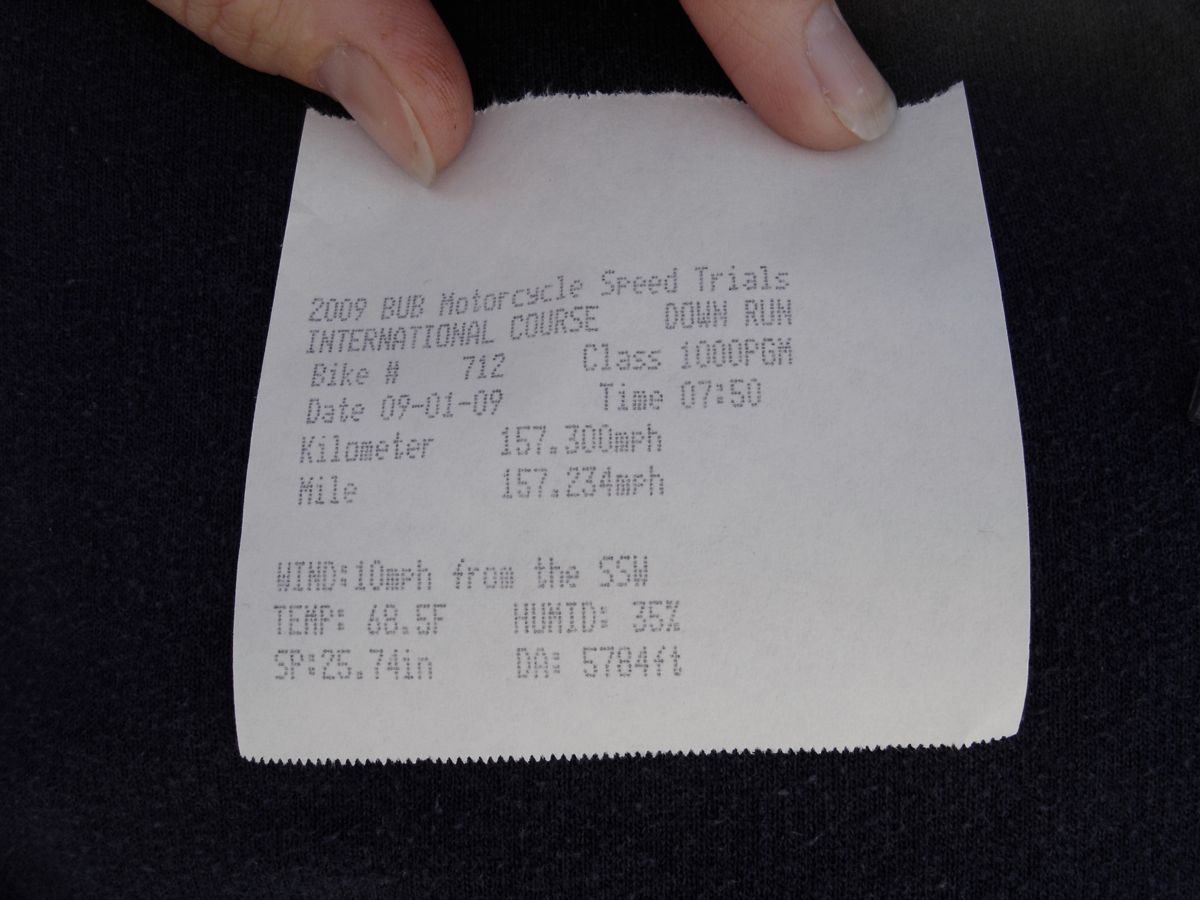 2009 BUB Motorcycle Speed Trials
INTERNATIONAL COURSE DOWN RUN
Bike # 712 Class 1000PGM
Date 09-01-09 Time 07:50
Kilometer 157.300mph
Mile 157.234mph
WIND:10mph from the SSW
TEMP: 68.5F HUMID: 35%
SP:25.74in DA: 5784ft